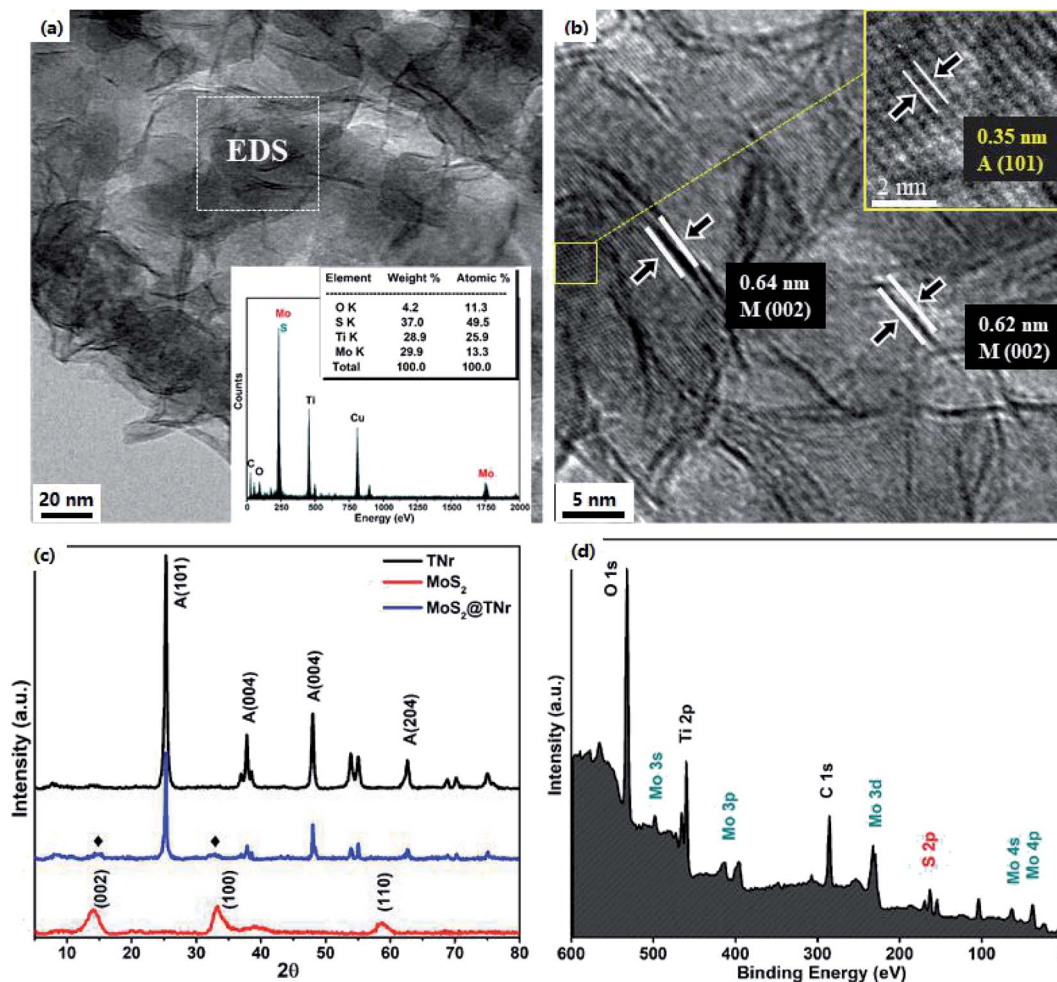 (a)
EDS
Element Weight % Atomic %
O K 4.2 11.3
S K 37.0 49.5
Ti K 28.9 25.9
Mo K 29.9 13.3
Total 100.0 100.0
Mo
S
Ti
Cu
C
O
Mo
Counts
0 250 500 750 1000 1250 1500 1750 2000
Energy (eV)
20 nm
(b)
0.35 nm
A (101)
2 nm
0.64 nm
M (002)
0.62 nm
M (002)
5 nm
(c)
TNr
MoS2
MoS2@TNr
A(101)
A(004)
A(004)
A(204)
♦ ♦
(002)
(100)
(110)
Intensity (a.u.)
5 10 20 30 40 50 60 70 80
2θ
(d)
O 1s
Mo 3s
Ti 2p
Mo 3p
C 1s
Mo 3d
S 2p
Mo 4s
Mo 4p
Intensity (a.u.)
600 500 400 300 200 100
Binding Energy (eV)